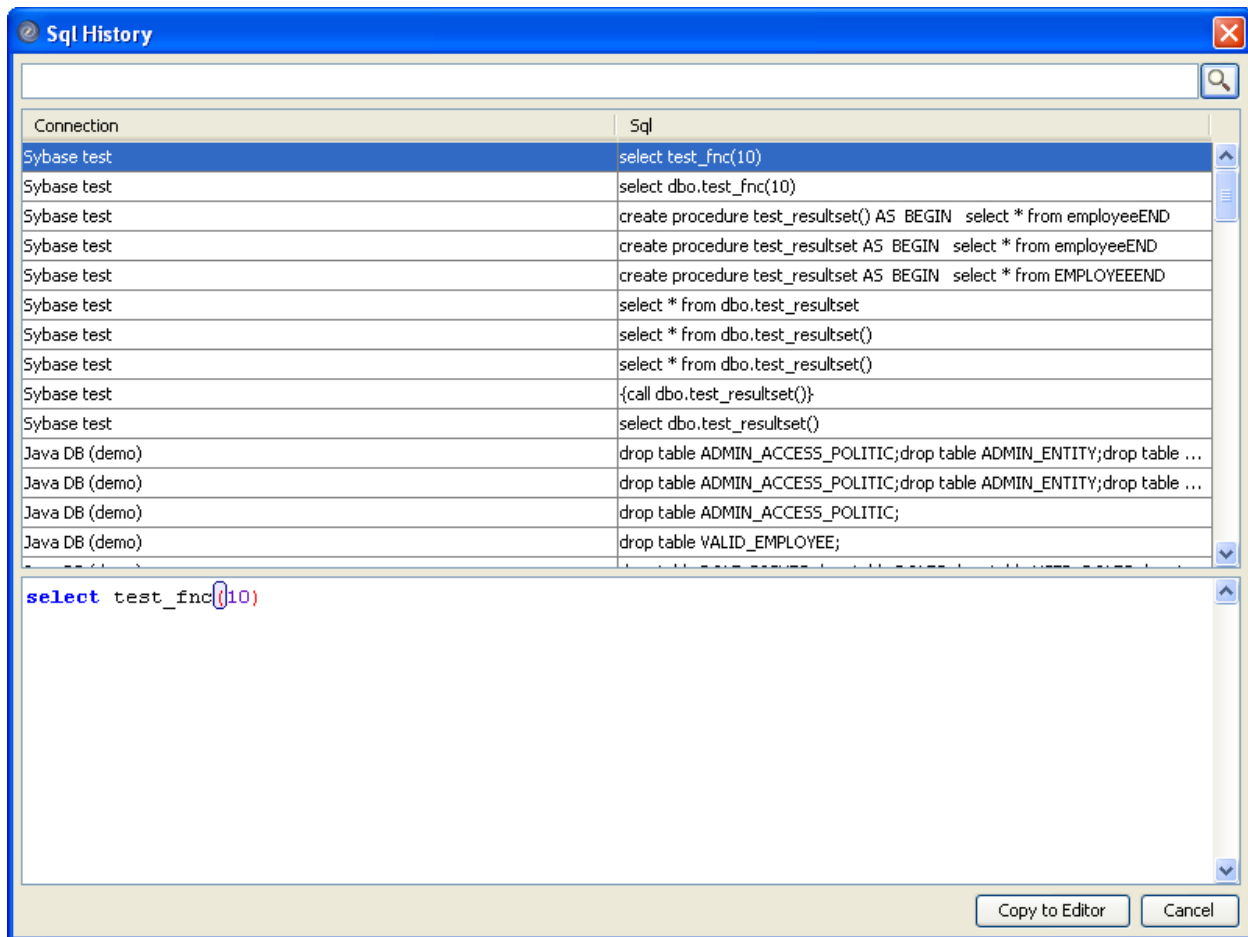 Sql History
Connection Sql
Sybase test select test_fnc(10)
Sybase test select dbo.test_fnc(10)
Sybase test create procedure test_resultset() AS  BEGIN   select * from employeeEND
Sybase test create procedure test_resultset AS  BEGIN   select * from employeeEND
Sybase test create procedure test_resultset AS  BEGIN   select * from EMPLOYEEEND
Sybase test select * from dbo.test_resultset
Sybase test select * from dbo.test_resultset()
Sybase test select * from dbo.test_resultset()
Sybase test {call dbo.test_resultset()}
Sybase test select dbo.test_resultset()
Java DB (demo) drop table ADMIN_ACCESS_POLITIC;drop table ADMIN_ENTITY;drop table ...
Java DB (demo) drop table ADMIN_ACCESS_POLITIC;drop table ADMIN_ENTITY;drop table ...
Java DB (demo) drop table ADMIN_ACCESS_POLITIC;
Java DB (demo) drop table VALID_EMPLOYEE;
select test_fnc(10)
Copy to Editor Cancel